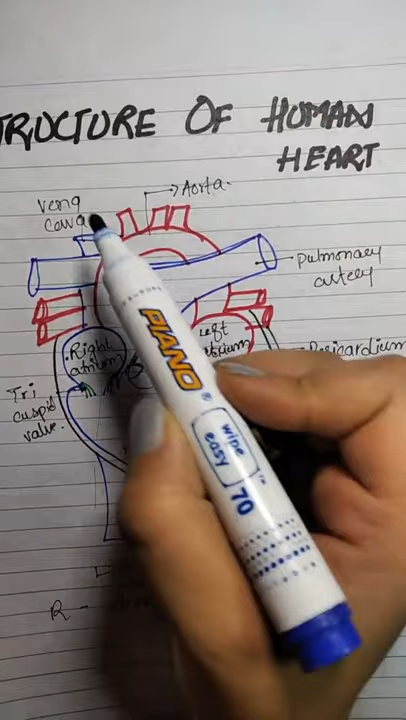 TRUCTURE OF HUMAN
HEART
Vena
Cava
Aorta
Pulmonary
artery
Left
Right
atrium
Pericardium
Tri
cuspid
valve.
PIANO
wipe
easy
70
R -